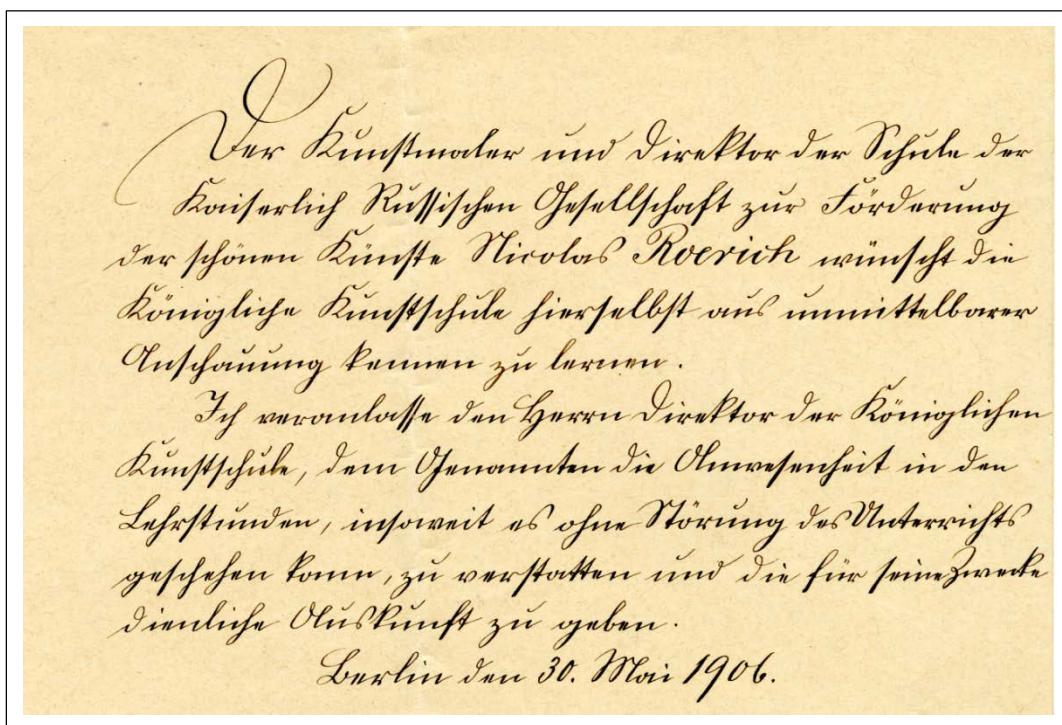 Der Kunstmaler und Direktor der Schule der
Kaiserlich Russischen Gesellschaft zur Förderung
der schönen Künste Nicolas Roerich wünscht die
Königliche Kunstschule hierselbst aus unmittelbarer
Anschauung kennen zu lernen.
Ich veranlasse den Herrn Direktor der Königlichen
Kunstschule, dem Genannten die Anwesenheit in den
Lehrstunden, insoweit es ohne Störung des Unterrichts
geschehen kann, zu verstatten und die für seine Zwecke
dienliche Auskunft zu geben.
Berlin den 30. Mai 1906.